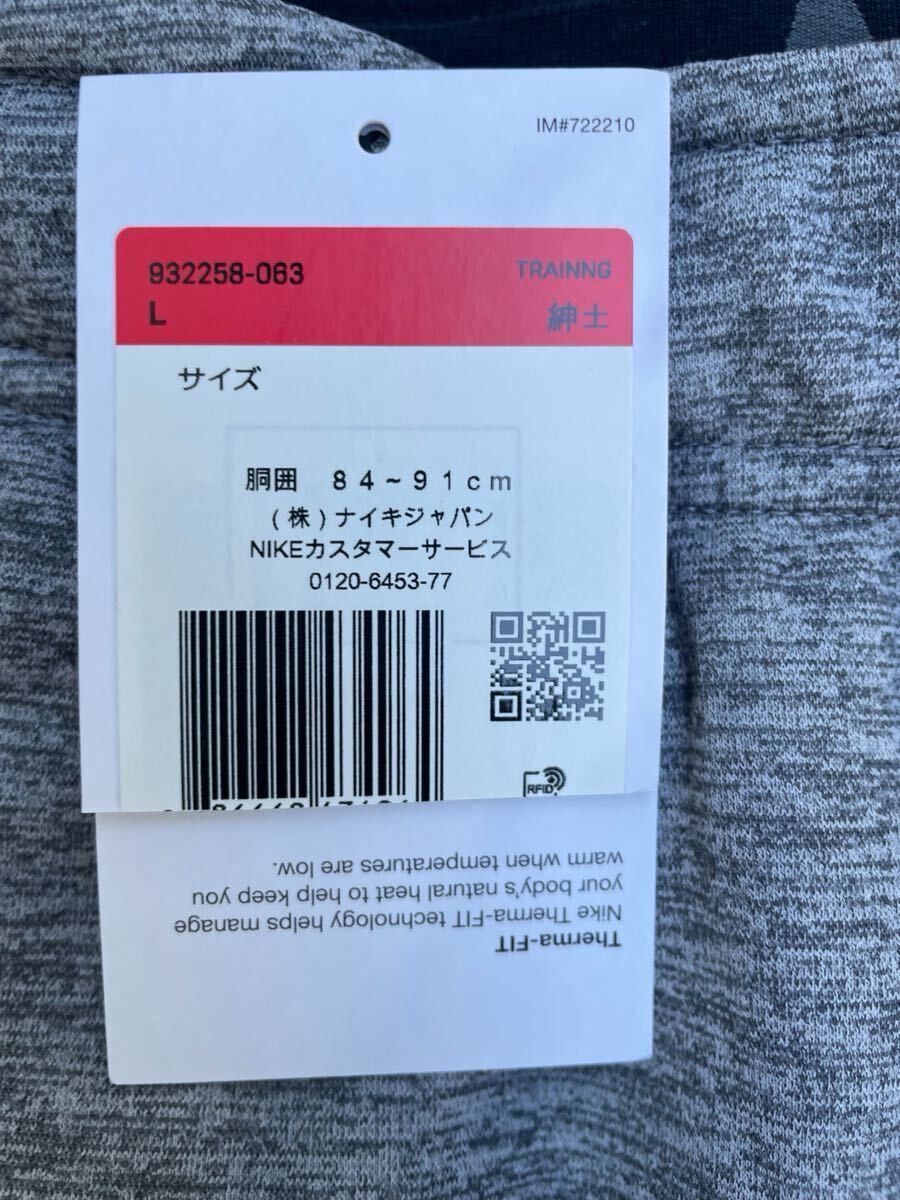 IM#722210
932258-063
TRAINNG
L
紳士
サイズ
胴囲 84~91cm
(株)ナイキジャパン
NIKEカスタマーサービス
0120-6453-77
RFID
Therma-FIT
Nike Therma-FIT technology helps manage
your body's natural heat to help keep you
warm when temperatures are low.